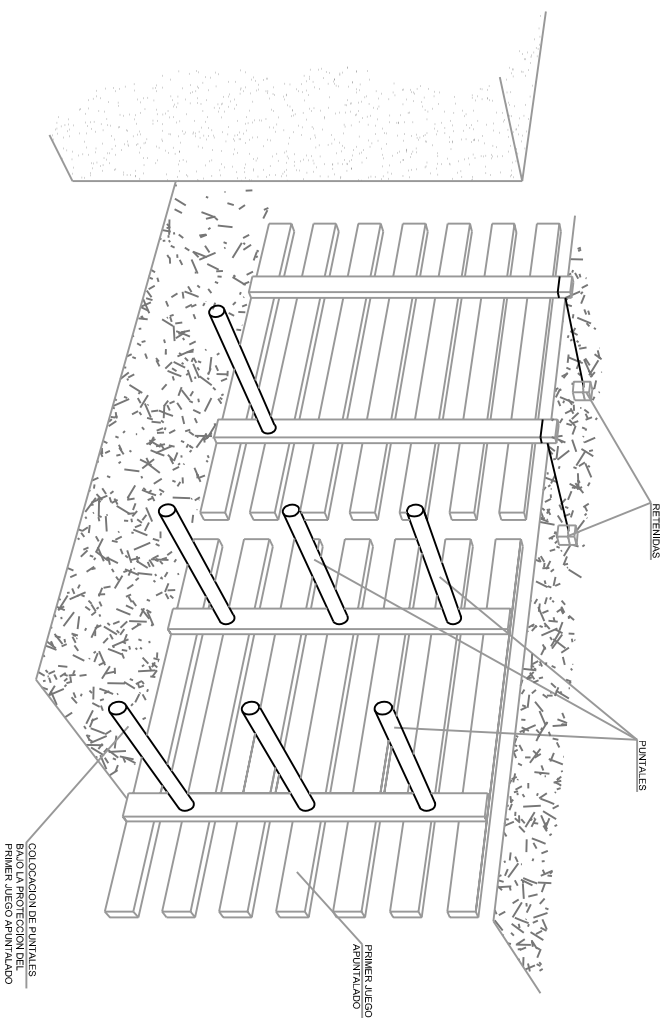 RETENIDAS
PUNTALES
PRIMER JUEGO
APUNTALADO
COLOCACION DE PUNTALES
BAJO LA PROTECCION DEL
PRIMER JUEGO APUNTALADO